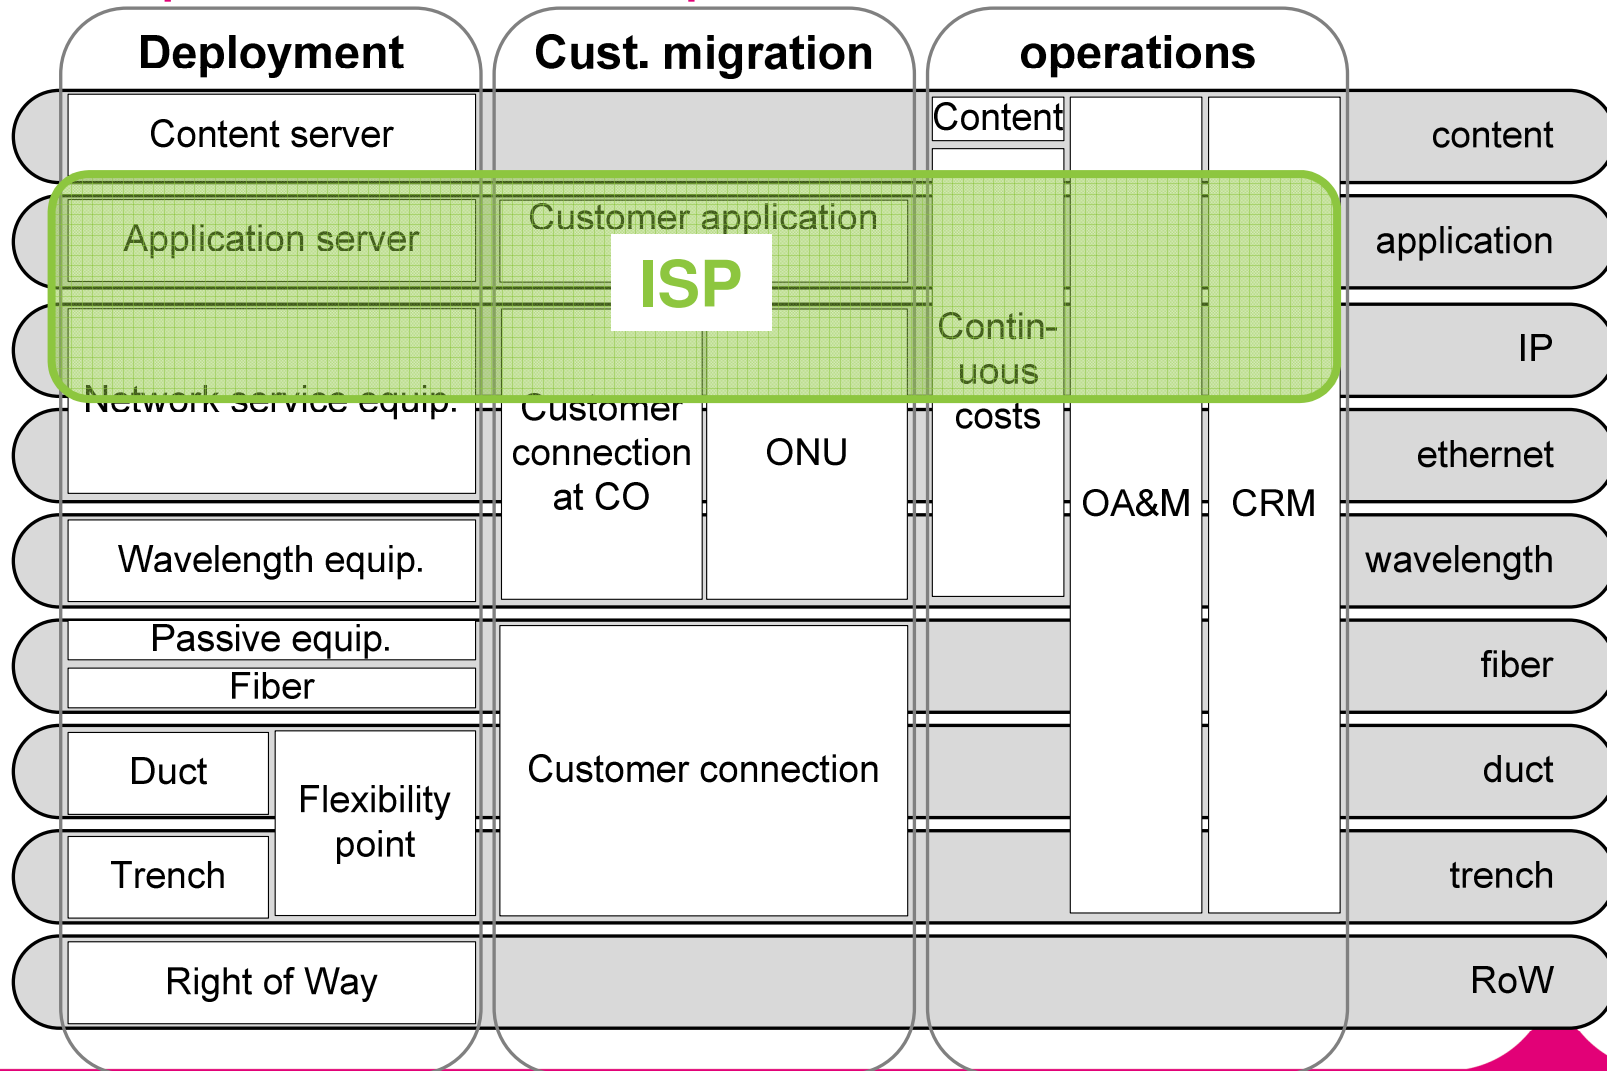 Deployment
Cust. migration
operations
Content server
Content
content
Application server
Customer application
application
ISP
Contin-
uous
costs
IP
Network service equip.
Customer
connection
at CO
ONU
OA&M
CRM
ethernet
Wavelength equip.
wavelength
Passive equip.
Fiber
fiber
Duct
Flexibility
point
Customer connection
duct
Trench
trench
Right of Way
RoW